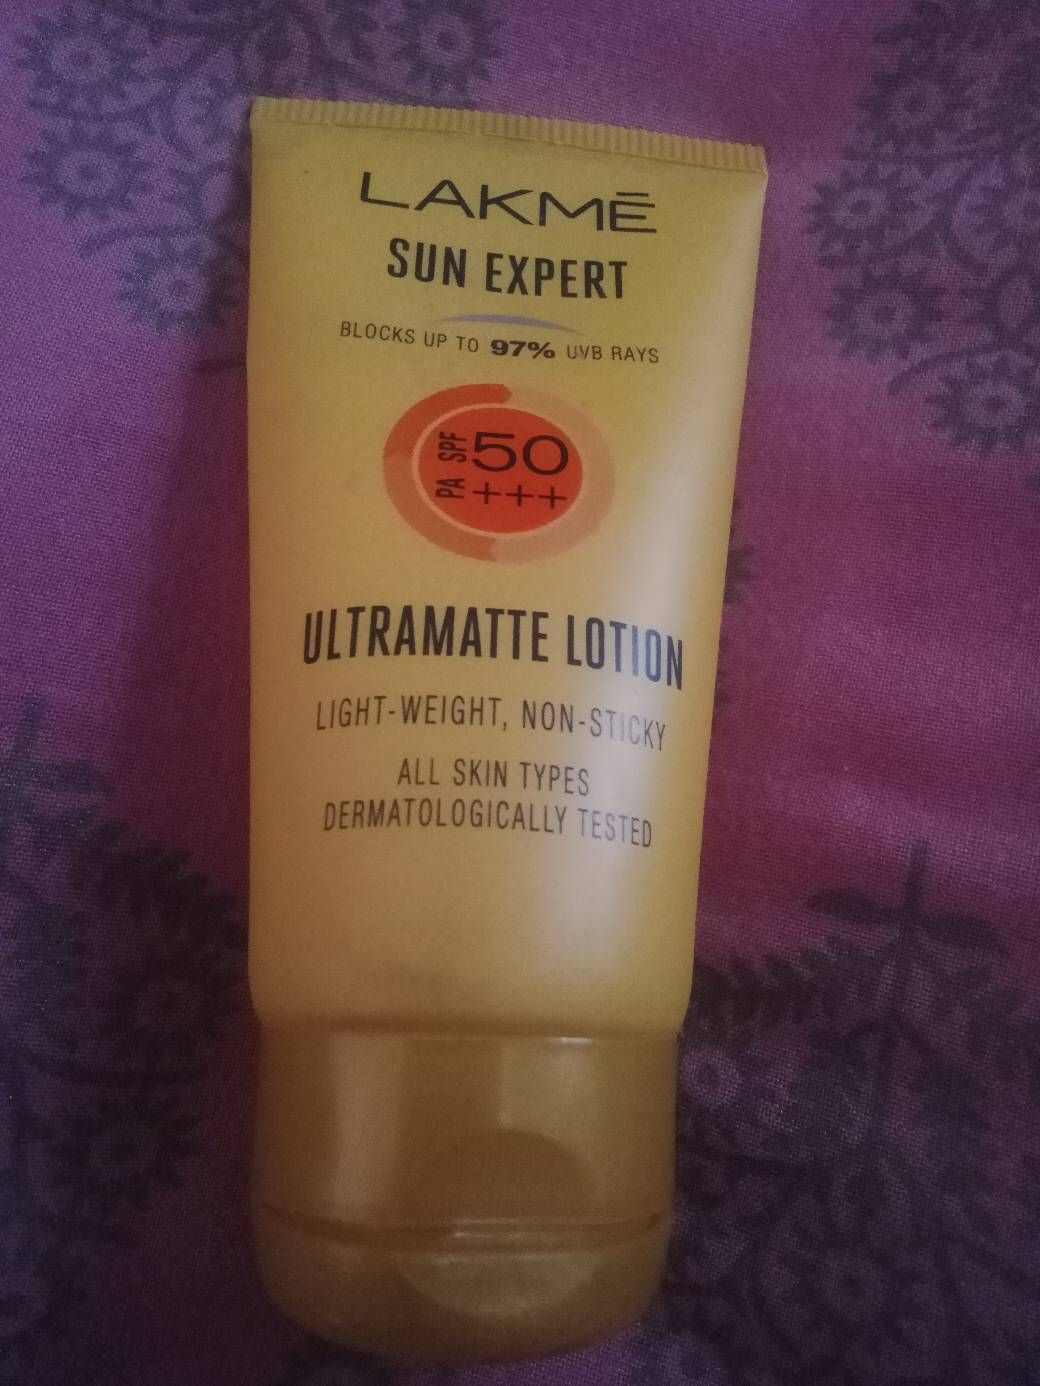 LAKMĒ
SUN EXPERT
BLOCKS UP TO 97% UVB RAYS
SPF 50
PA +++
ULTRAMATTE LOTION
LIGHT-WEIGHT, NON-STICKY
ALL SKIN TYPES
DERMATOLOGICALLY TESTED